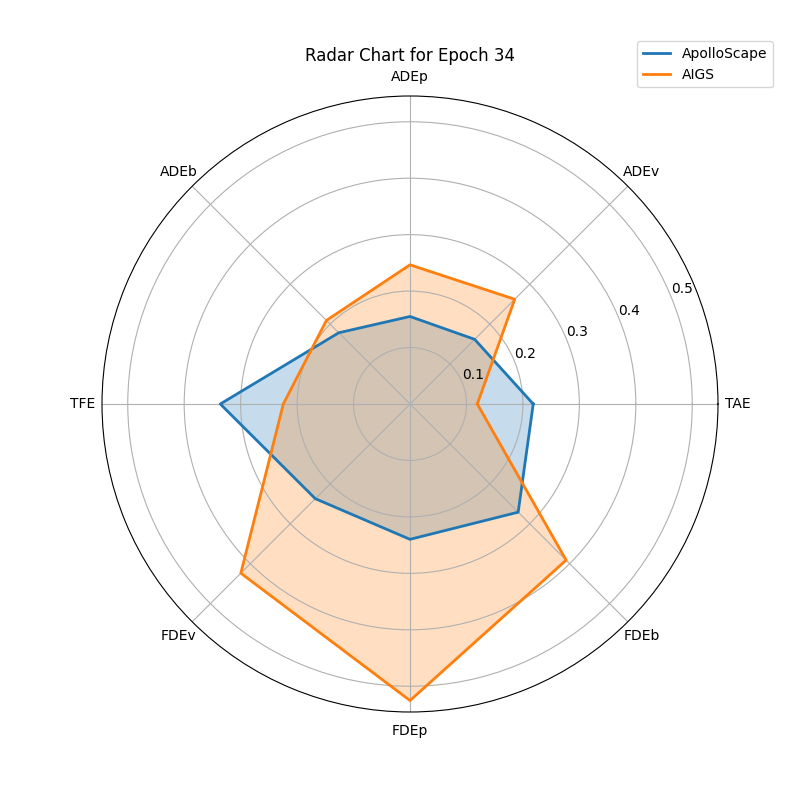 Radar Chart for Epoch 34
ApolloScape
AIGS
ADEp
ADEb
ADEv
0.5
0.4
0.3
0.2
0.1
TFE
TAE
FDEv
FDEb
FDEp